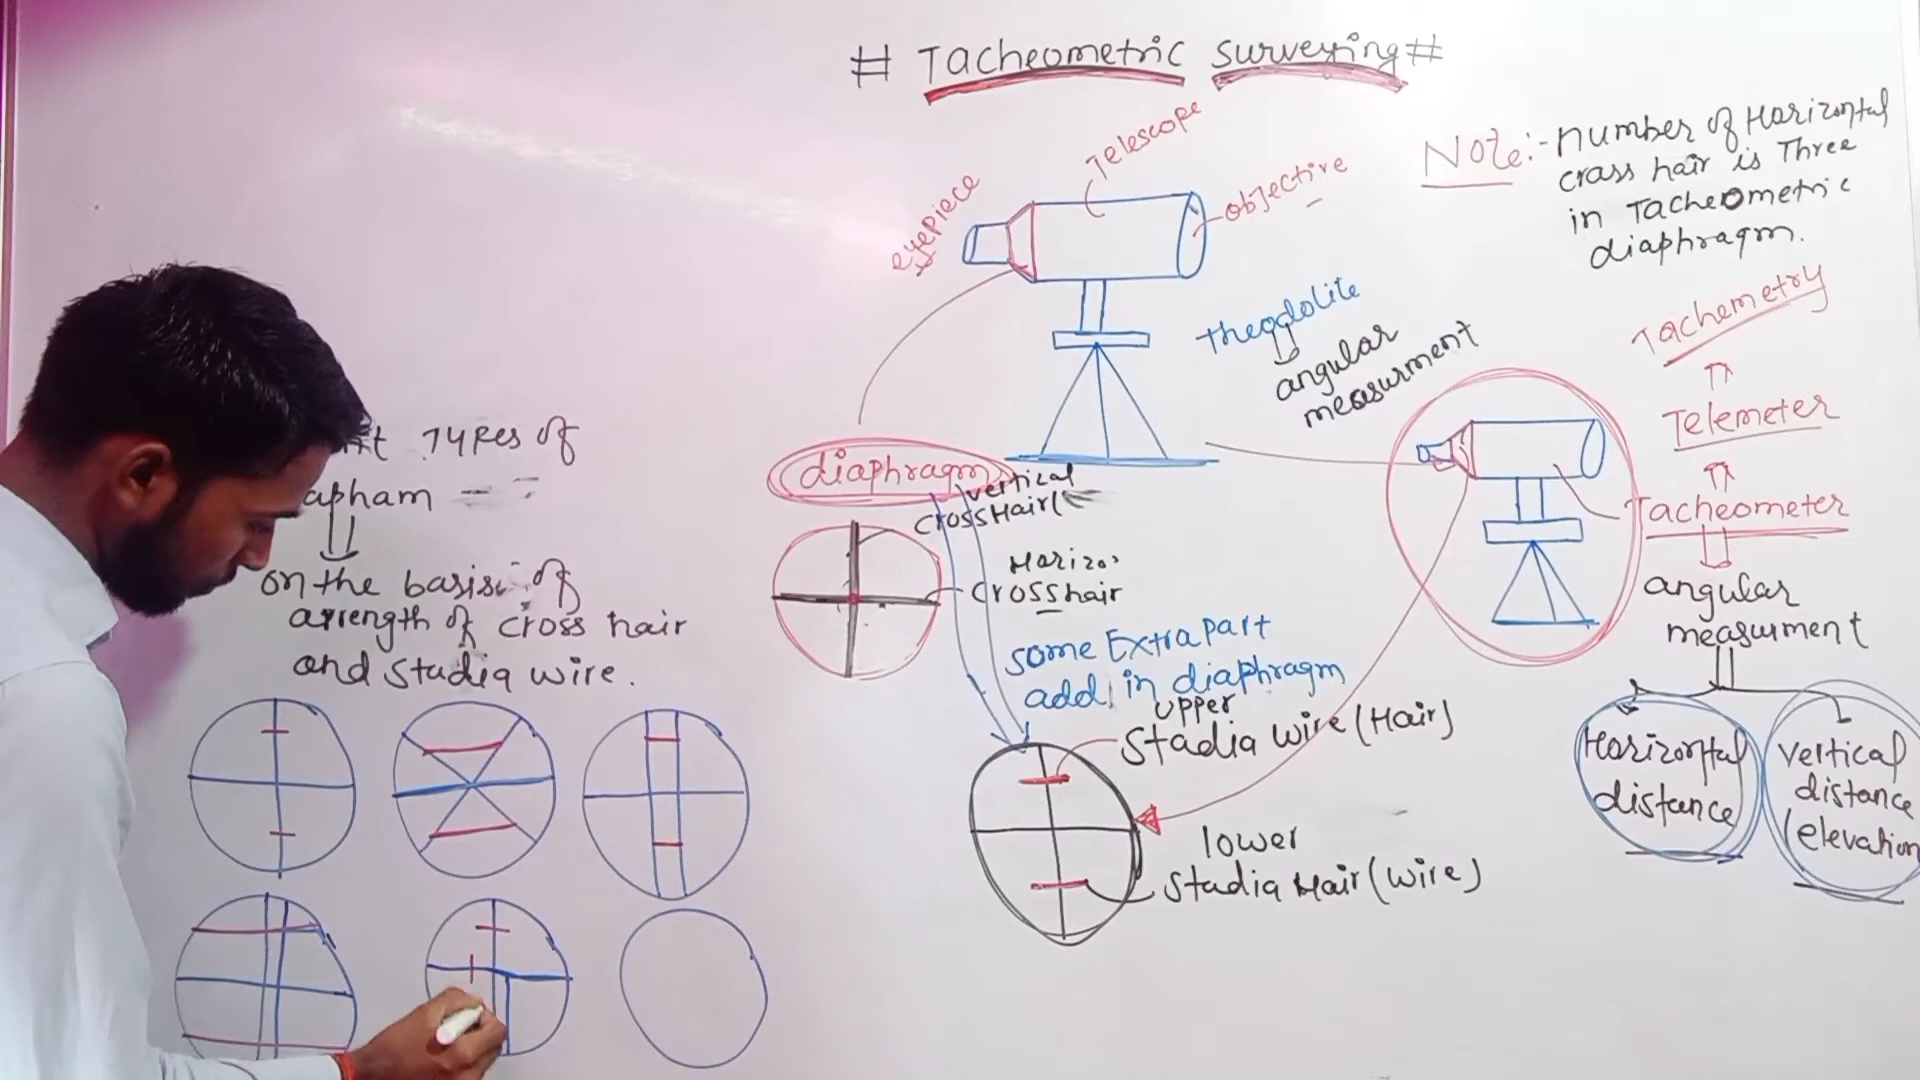 # Tacheometric surveying #
Telescope
eyepiece
objective
Note:- number of Horizontal
crass hair is Three
in Tacheometric
diaphragm.
theodolite
angular
measurment
Tachemetry
Telemeter
Tacheometer
angular
measurment
Horizontal
distance
vertical
distance
(elevation
diaphragm
vertical
crossHair(
Horizo
crosshair
some Extra part
add in diaphragm
upper
Stadia wire (Hair)
lower
Stadia Hair (wire)
Types of
apham
on the basis of
cross hair
and Stadia wire.